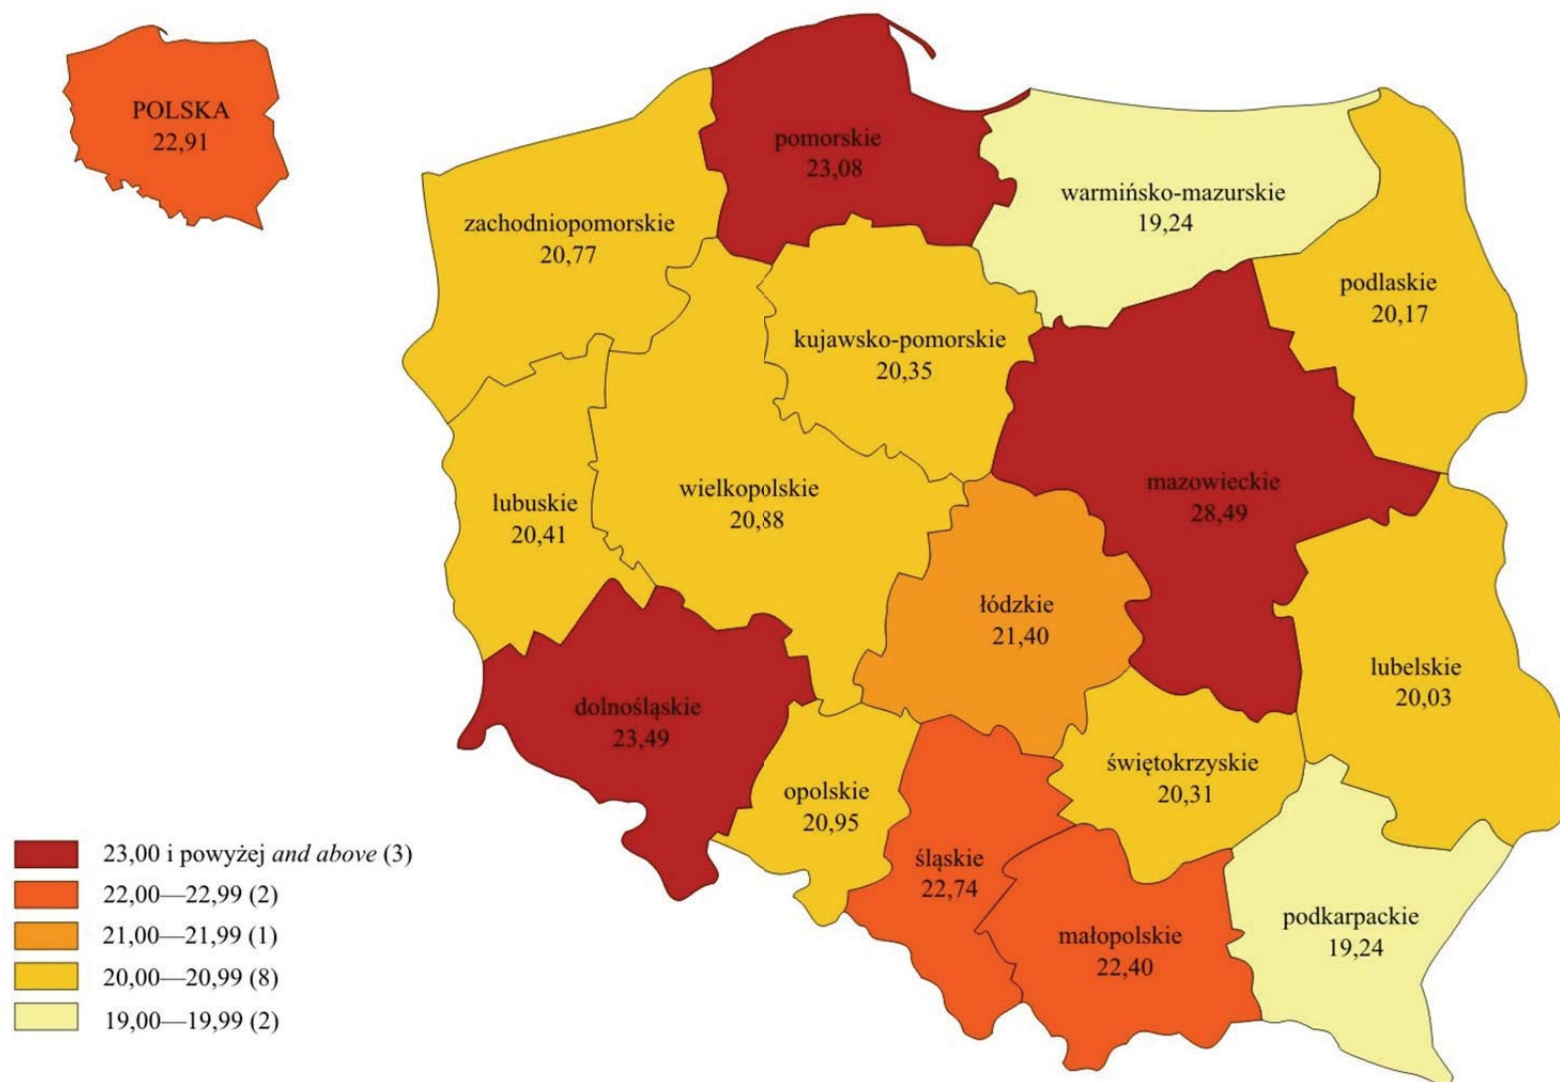 POLSKA
22,91
pomorskie
23,08
warmińsko-mazurskie
19,24
zachodniopomorskie
20,77
podlaskie
20,17
kujawsko-pomorskie
20,35
mazowieckie
28,49
wielkopolskie
20,88
lubuskie
20,41
łódzkie
21,40
lubelskie
20,03
dolnośląskie
23,49
świętokrzyskie
20,31
opolskie
20,95
śląskie
22,74
podkarpackie
19,24
małopolskie
22,40
23,00 i powyżej and above (3)
22,00—22,99 (2)
21,00—21,99 (1)
20,00—20,99 (8)
19,00—19,99 (2)